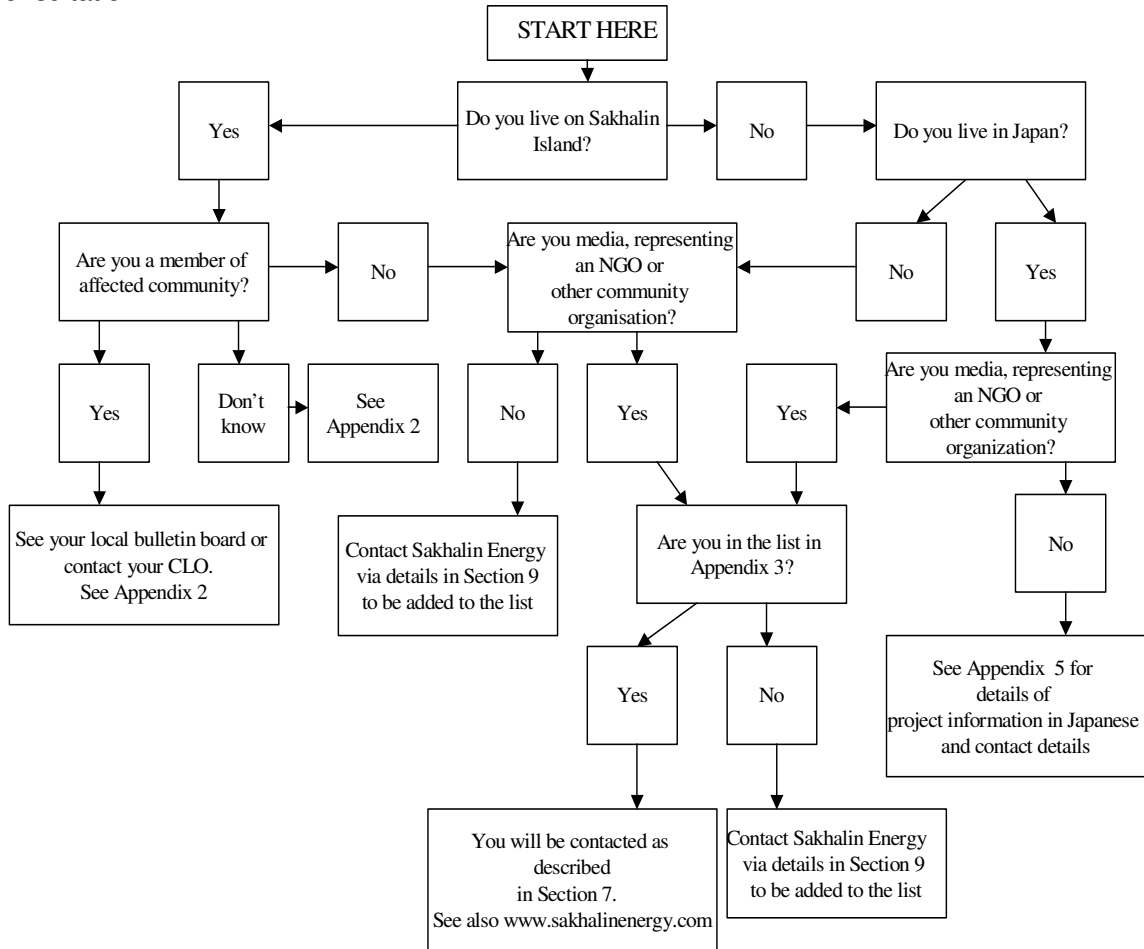 START HERE
Yes
Do you live on Sakhalin
Island?
No
Do you live in Japan?
Are you a member of
affected community?
No
Are you media, representing
an NGO or
other community
organisation?
No
Yes
Yes
Don't
know
See
Appendix 2
No
Yes
Yes
Are you media, representing
an NGO or
other community
organization?
See your local bulletin board or
contact your CLO.
See Appendix 2
Contact Sakhalin Energy
via details in Section 9
to be added to the list
Are you in the list in
Appendix 3?
No
Yes
No
See Appendix 5 for
details of
project information in Japanese
and contact details
You will be contacted as
described
in Section 7.
See also www.sakhalinenergy.com
Contact Sakhalin Energy
via details in Section 9
to be added to the list